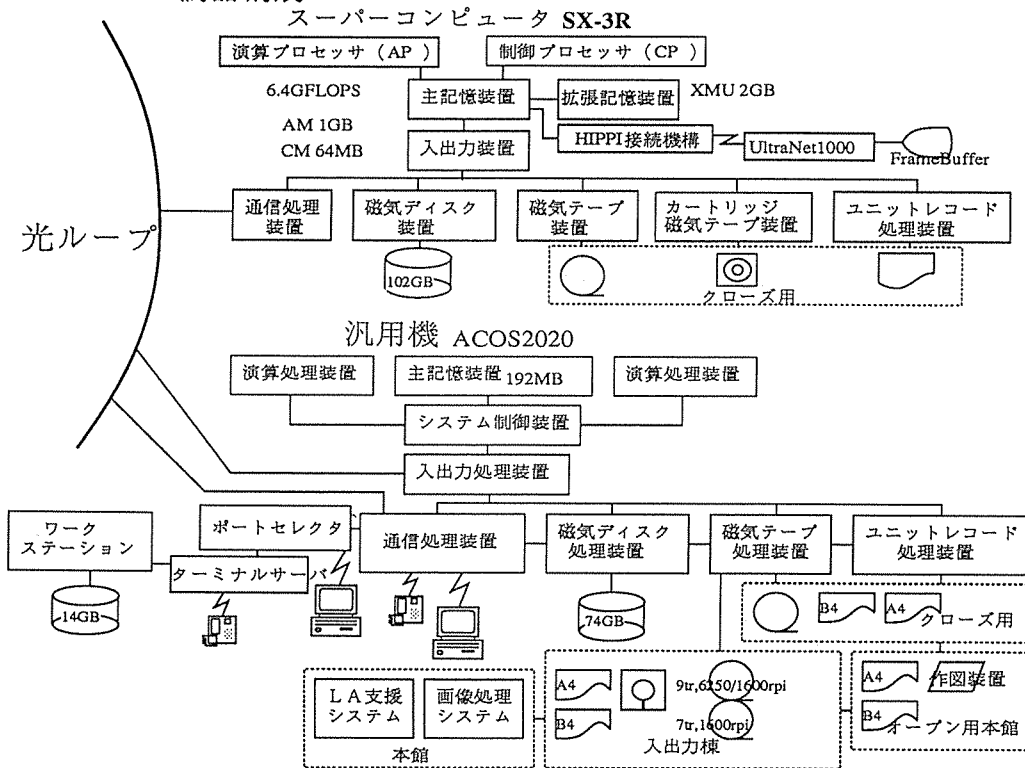 スーパーコンピュータ SX-3R
演算プロセッサ (AP)
制御プロセッサ (CP)
6.4GFLOPS
主記憶装置
拡張記憶装置
XMU 2GB
AM 1GB
CM 64MB
入出力装置
HIPPI接続機構
UltraNet1000
FrameBuffer
通信処理
装置
磁気ディスク
装置
磁気テープ
装置
カートリッジ
磁気テープ装置
ユニットレコード
処理装置
光ループ
102GB
クローズ用
汎用機 ACOS2020
演算処理装置
主記憶装置 192MB
演算処理装置
システム制御装置
入出力処理装置
ワーク
ステーション
ポートセレクタ
ターミナルサーバ
通信処理装置
磁気ディスク
処理装置
磁気テープ
処理装置
ユニットレコード
処理装置
14GB
74GB
B4
A4
クローズ用
LA支援
システム
画像処理
システム
本館
A4
B4
9tr,6250/1600rpi
7tr,1600rpi
入出力棟
A4
作図装置
B4
オープン用本館